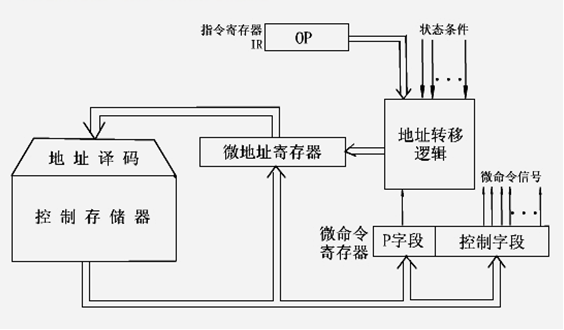 指令寄存器
IR
OP
状态条件
地址转移
逻辑
微地址寄存器
地址译码
控制存储器
微命令信号
微命令
寄存器
P字段
控制字段